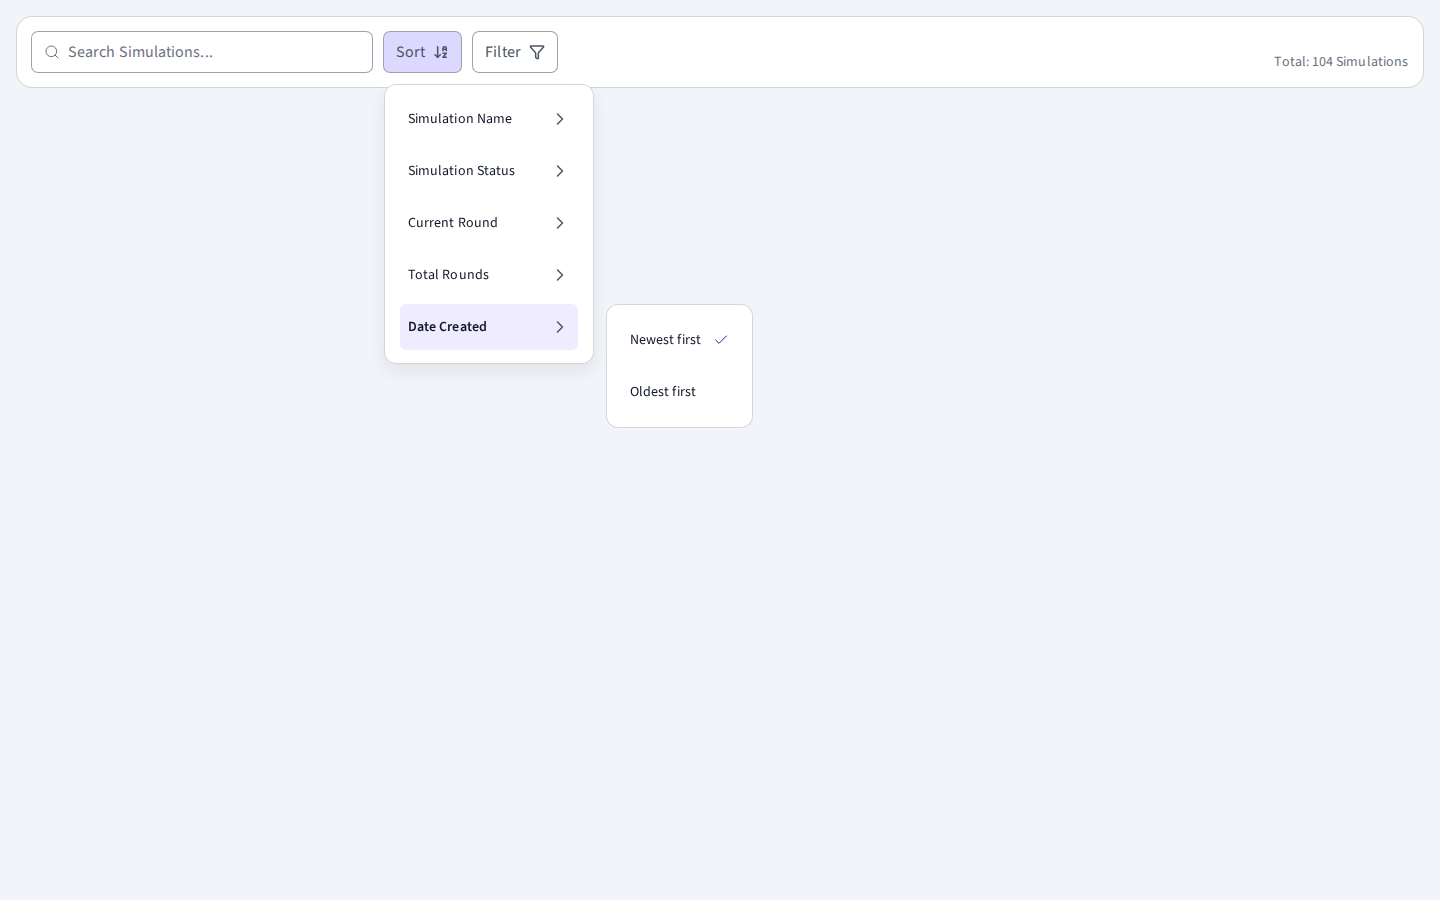 Search Simulations...
Sort
Filter
Total: 104 Simulations
Simulation Name
Simulation Status
Current Round
Total Rounds
Date Created
Newest first
Oldest first